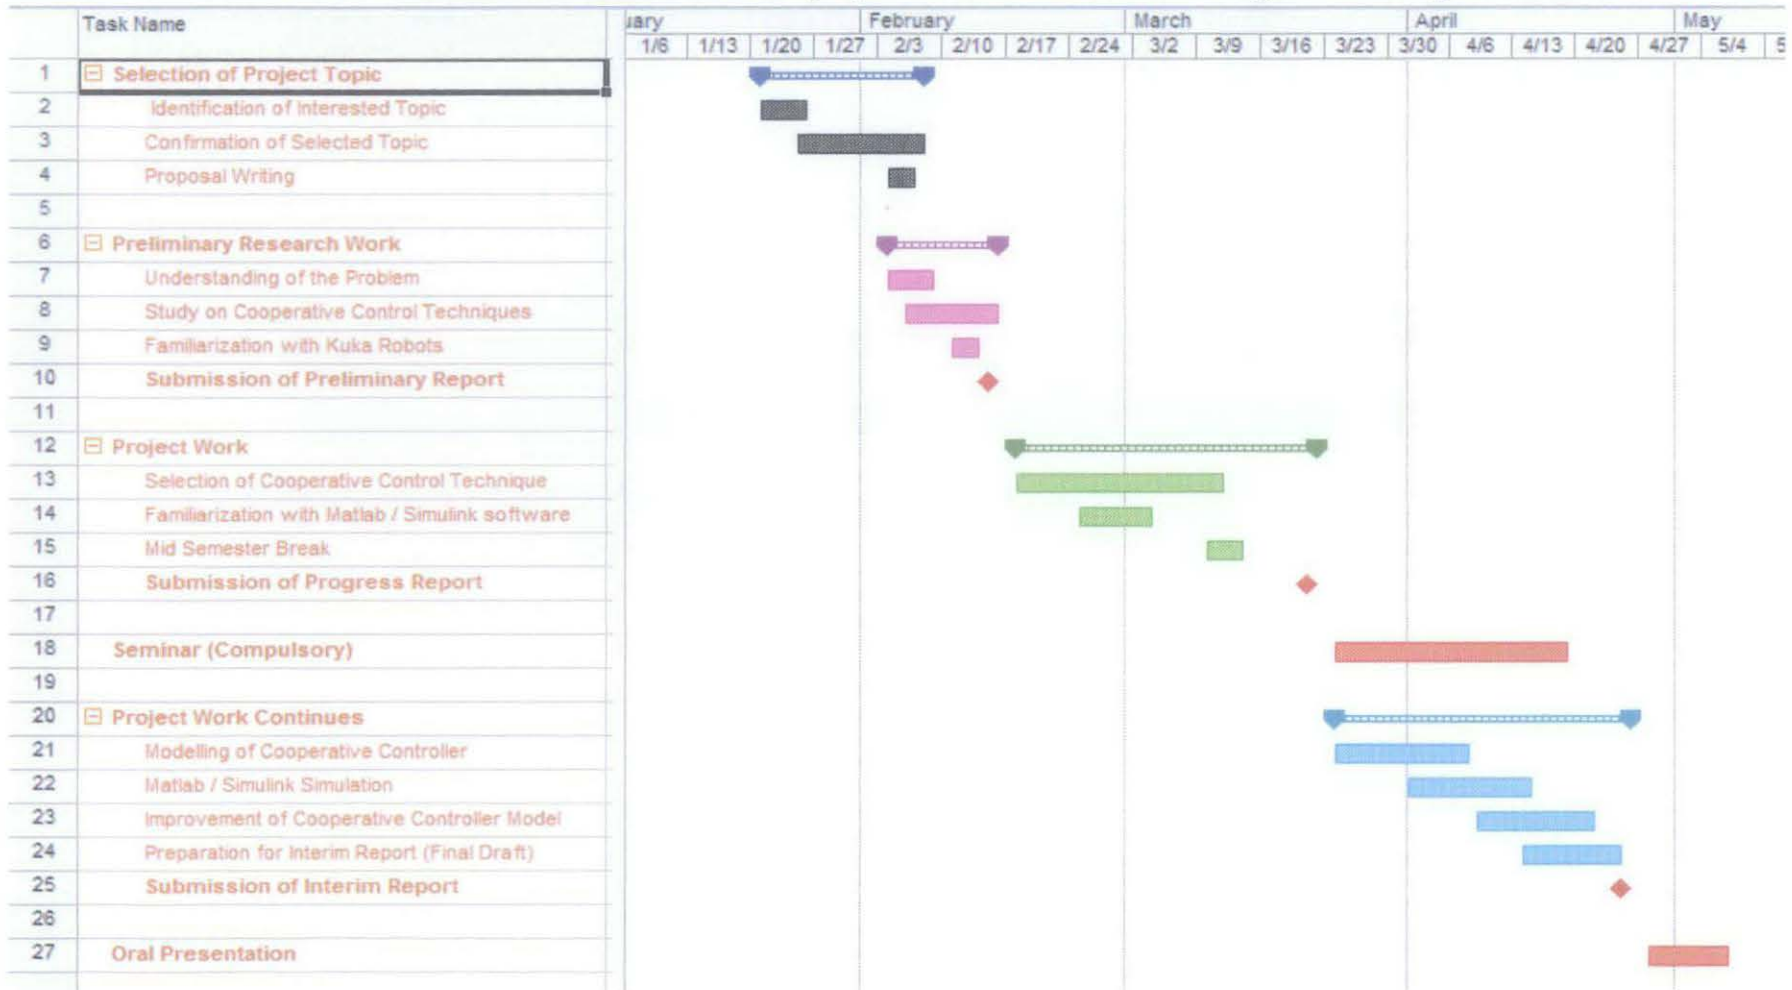 Task Name
uary February March April May
1/6 1/13 1/20 1/27 2/3 2/10 2/17 2/24 3/2 3/9 3/16 3/23 3/30 4/6 4/13 4/20 4/27 5/4 5
1 Selection of Project Topic
2 Identification of Interested Topic
3 Confirmation of Selected Topic
4 Proposal Writing
5
6 Preliminary Research Work
7 Understanding of the Problem
8 Study on Cooperative Control Techniques
9 Familiarization with Kuka Robots
10 Submission of Preliminary Report
11
12 Project Work
13 Selection of Cooperative Control Technique
14 Familiarization with Matlab / Simulink software
15 Mid Semester Break
16 Submission of Progress Report
17
18 Seminar (Compulsory)
19
20 Project Work Continues
21 Modelling of Cooperative Controller
22 Matlab / Simulink Simulation
23 Improvement of Cooperative Controller Model
24 Preparation for Interim Report (Final Draft)
25 Submission of Interim Report
26
27 Oral Presentation